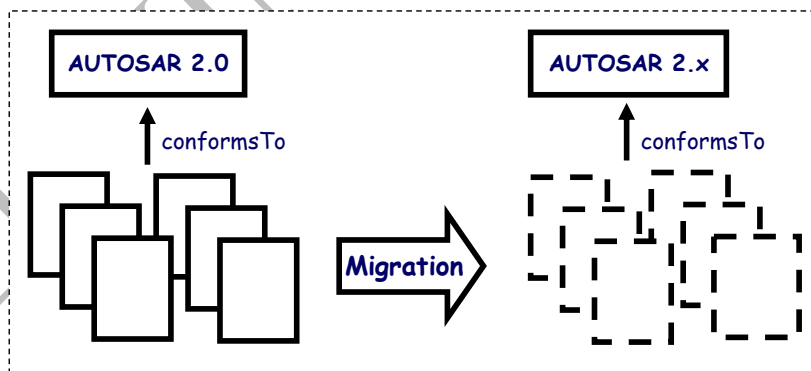 AUTOSAR 2.0
AUTOSAR 2.x
conformsTo
conformsTo
Migration